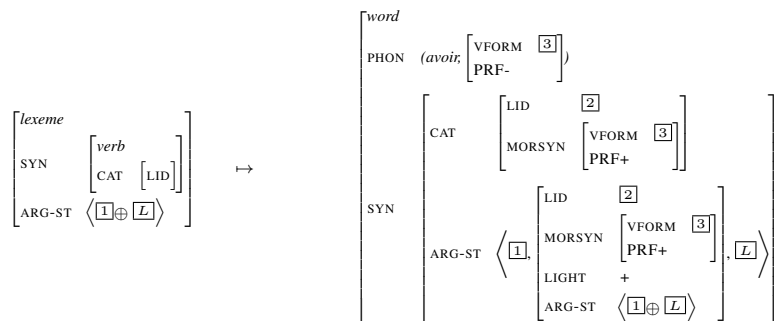 word
PHON (avoir, [VFORM 3
PRF-])
lexeme
SYN [verb
CAT [LID]]
ARG-ST ⟨1⊕L⟩
↦
SYN
CAT [LID 2
MORSYN [VFORM 3
PRF+]]
ARG-ST ⟨1, [LID 2
MORSYN [VFORM 3
PRF+]
LIGHT +
ARG-ST ⟨1⊕L⟩], L⟩